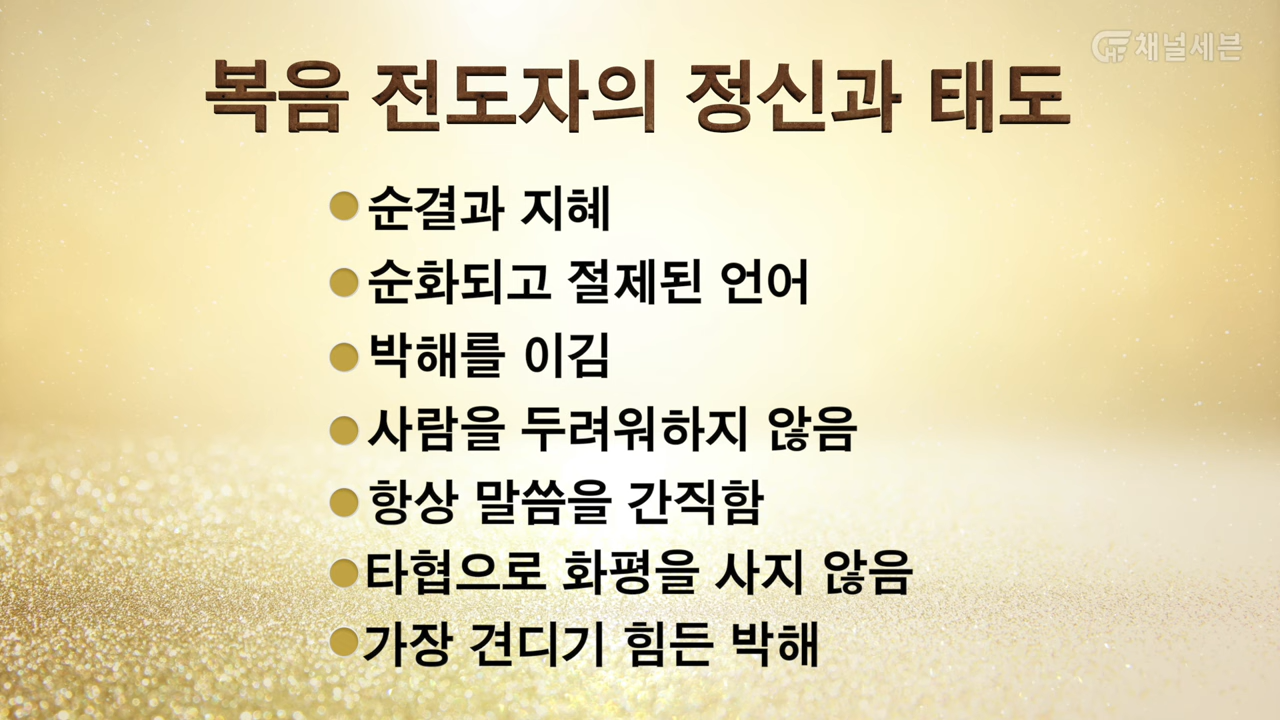 채널세븐
복음 전도자의 정신과 태도
순결과 지혜
순화되고 절제된 언어
박해를 이김
사람을 두려워하지 않음
항상 말씀을 간직함
타협으로 화평을 사지 않음
가장 견디기 힘든 박해